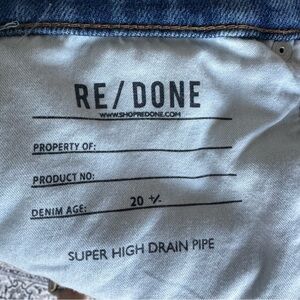 RE/DONE
WWW.SHOPREDONE.COM
PROPERTY OF:
PRODUCT NO:
DENIM AGE: 20 +/-
SUPER HIGH DRAIN PIPE